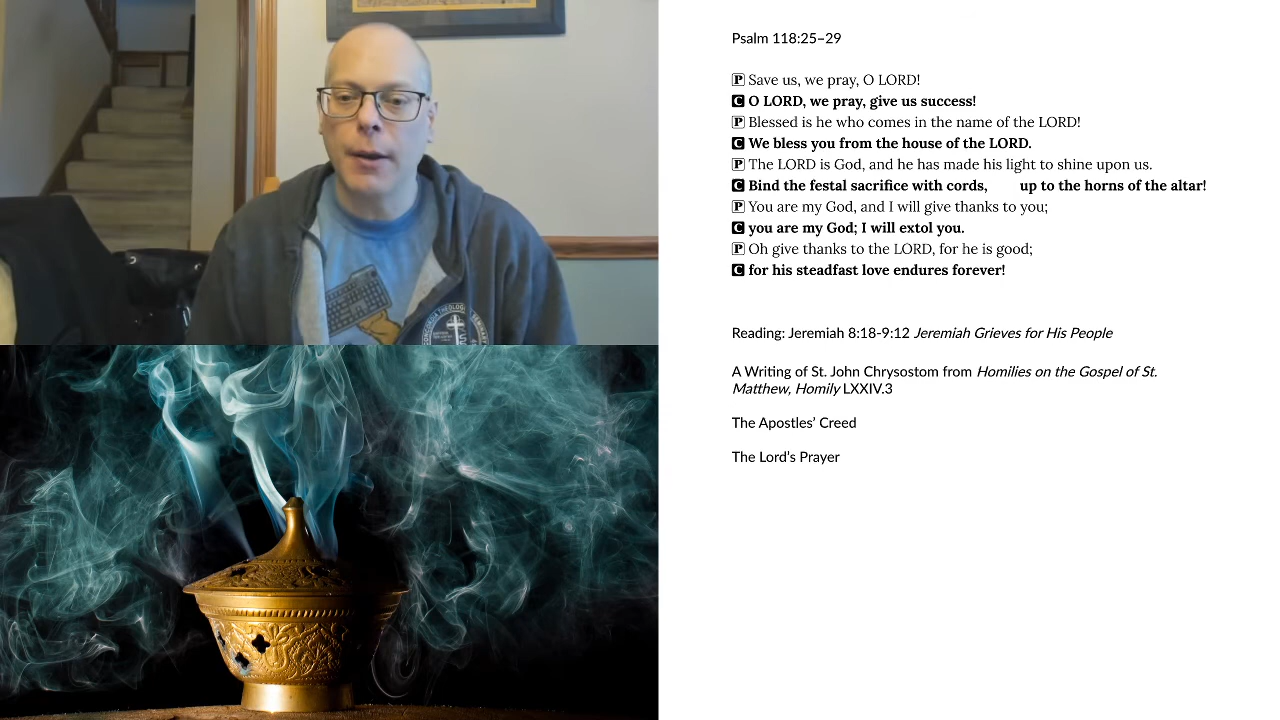 Psalm 118:25–29
P Save us, we pray, O LORD!
C O LORD, we pray, give us success!
P Blessed is he who comes in the name of the LORD!
C We bless you from the house of the LORD.
P The LORD is God, and he has made his light to shine upon us.
C Bind the festal sacrifice with cords, up to the horns of the altar!
P You are my God, and I will give thanks to you;
C you are my God; I will extol you.
P Oh give thanks to the LORD, for he is good;
C for his steadfast love endures forever!
Reading: Jeremiah 8:18-9:12 Jeremiah Grieves for His People
A Writing of St. John Chrysostom from Homilies on the Gospel of St.
Matthew, Homily LXXIV.3
The Apostles’ Creed
The Lord’s Prayer
CONCORDIA THEOLOGICAL SEMINARY